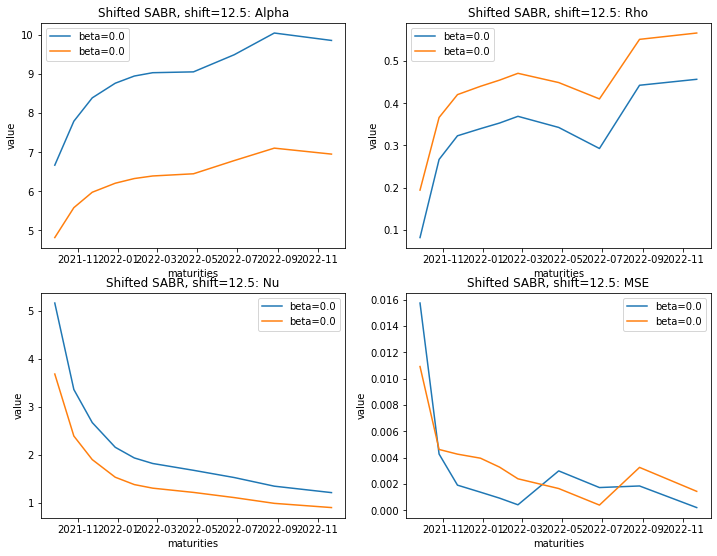 Shifted SABR, shift=12.5: Alpha
10
9
8
7
6
5
value
beta=0.0
beta=0.0
2021-11
2022-01
2022-03
2022-05
2022-07
2022-09
2022-11
maturities
Shifted SABR, shift=12.5: Rho
0.5
0.4
0.3
0.2
0.1
value
beta=0.0
beta=0.0
2021-11
2022-01
2022-03
2022-05
2022-07
2022-09
2022-11
maturities
Shifted SABR, shift=12.5: Nu
5
4
3
2
1
value
beta=0.0
beta=0.0
2021-11
2022-01
2022-03
2022-05
2022-07
2022-09
2022-11
maturities
Shifted SABR, shift=12.5: MSE
0.016
0.014
0.012
0.010
0.008
0.006
0.004
0.002
0.000
value
beta=0.0
beta=0.0
2021-11
2022-01
2022-03
2022-05
2022-07
2022-09
2022-11
maturities